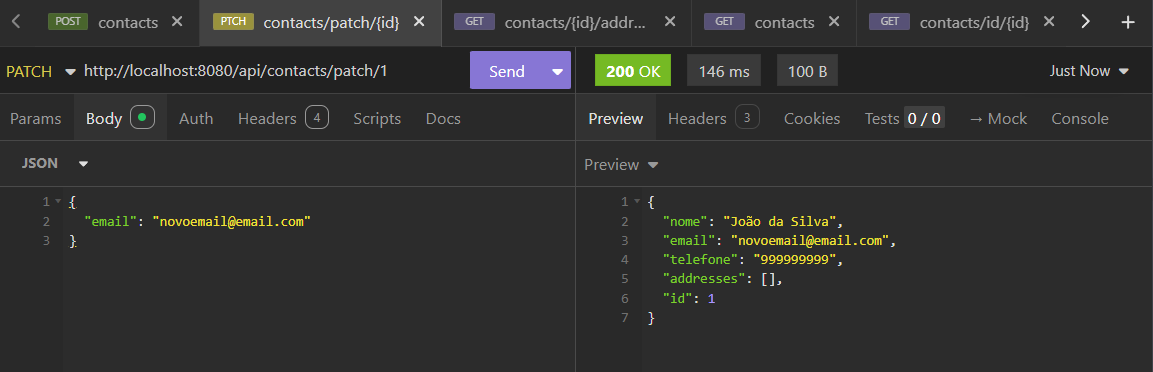 POST contacts
PTCH contacts/patch/{id}
GET contacts/{id}/addr...
GET contacts
GET contacts/id/{id}
PATCH http://localhost:8080/api/contacts/patch/1 Send
200 OK 146 ms 100 B Just Now
Params Body Auth Headers 4 Scripts Docs
Preview Headers 3 Cookies Tests 0 / 0 → Mock Console
JSON
Preview
1 {
2 "email": "novoemail@email.com"
3 }
1 {
2 "nome": "João da Silva",
3 "email": "novoemail@email.com",
4 "telefone": "999999999",
5 "addresses": [],
6 "id": 1
7 }